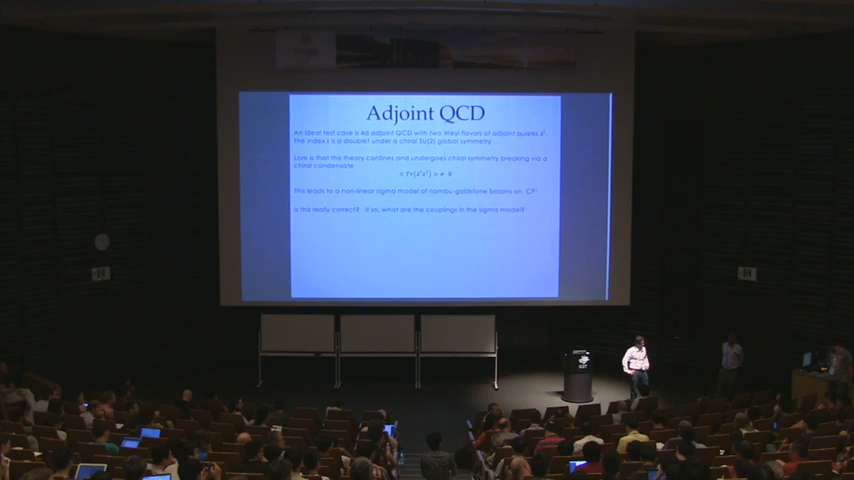 Adjoint QCD
An ideal test case is 4d adjoint QCD with two Weyl flavors of adjoint quarks
The index i is a doublet under a chiral SU(2) global symmetry
Lore is that this theory confines and undergoes chiral symmetry breaking via a
chiral condensate
This leads to a non-linear sigma model of nambu-goldstone bosons on CP¹
Is this really correct? If so, what are the couplings in the sigma model?